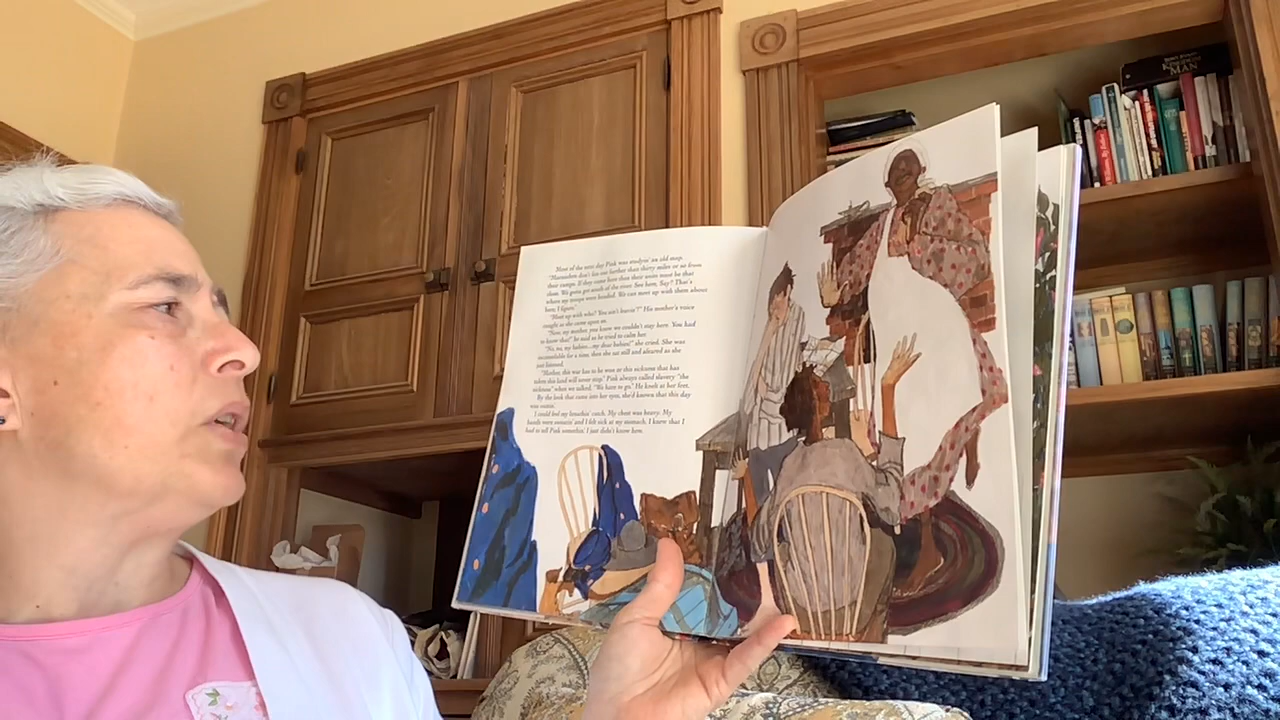 Most of the next day Pink was studyin' an old map.
"Marauders don't fan out farther than thirty miles or so from
their camps. If they come here then their units must be that
close. We gotta get south of the river. See here, Say? That's
where my troops were headed. We can meet up with them about
here, I figure."
"Meet up with who? You ain't leavin'?" His mother's voice
caught as she came upon us.
"Now, my mother, you know we couldn't stay here. You had
to know that!" he said as he tried to calm her.
"No, no, my babies...my dear babies!" she cried. She was
inconsolable for a time, then she sat still and as she
just listened.
"Mother, this war has to be won or this sickness that has
taken this land will never stop." Pink always called slavery "the
sickness" when we talked. "We have to go." He knelt at her feet.
By the look that came into her eyes, she'd known that this day
was comin'.
I could feel my breathin' catch. My chest was heavy. My
hands were sweatin' and I felt sick at my stomach. I knew that I
had to tell Pink somethin'. I just didn't know how.
KINGDOM
MAN